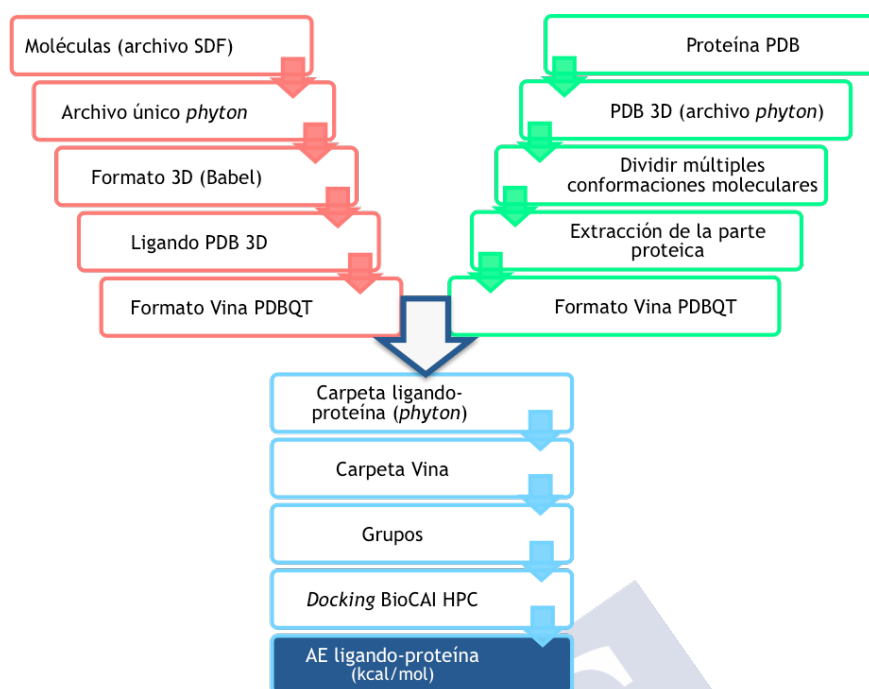 Moléculas (archivo SDF)
Archivo único phyton
Formato 3D (Babel)
Ligando PDB 3D
Formato Vina PDBQT
Proteína PDB
PDB 3D (archivo phyton)
Dividir múltiples
conformaciones moleculares
Extracción de la parte
proteica
Formato Vina PDBQT
Carpeta ligando-
proteína (phyton)
Carpeta Vina
Grupos
Docking BioCAI HPC
AE ligando-proteína
(kcal/mol)